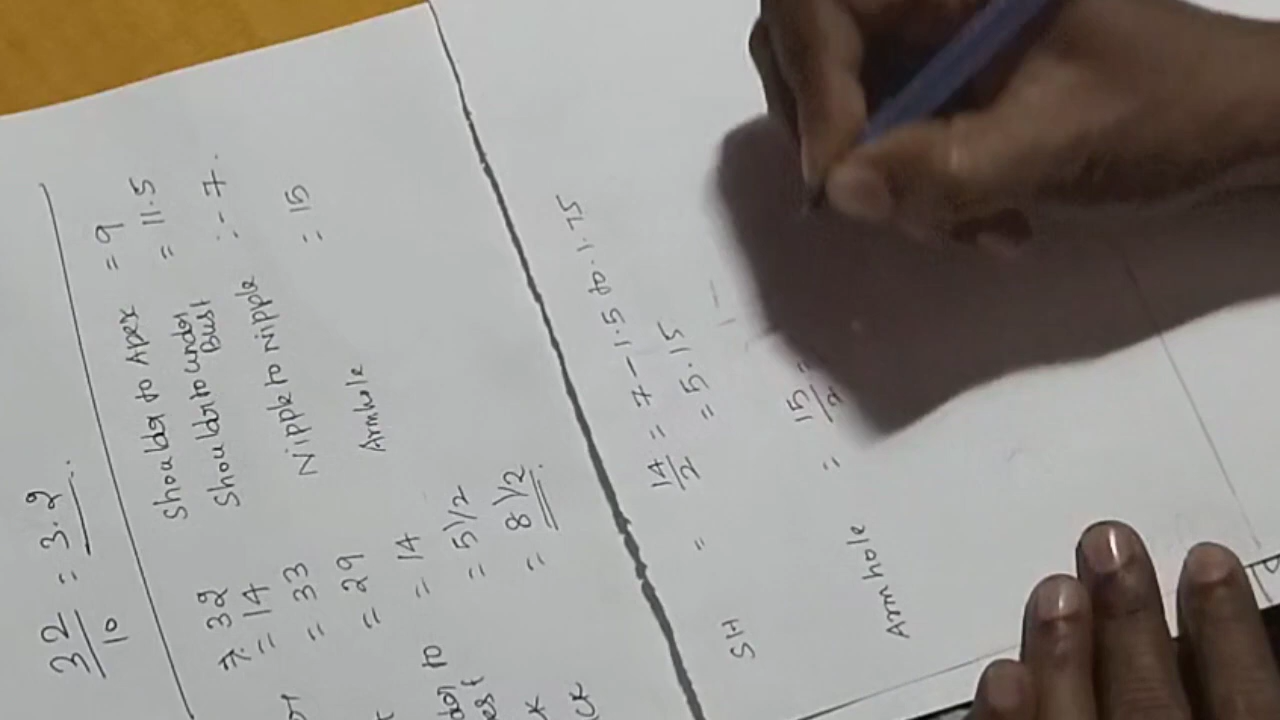 32/10 = 3.2
Shoulder to Apex = 9
Shoulder to under Bust = 11.5
Nipple to Nipple :- 7.
Armhole : 15
32
= 14
= 33
= 29
= 14
to = 5 1/2
= 8 1/2
SH = 14/2 = 7 - 1.5 to 1.75
= 5.15
Armhole = 15/2 =